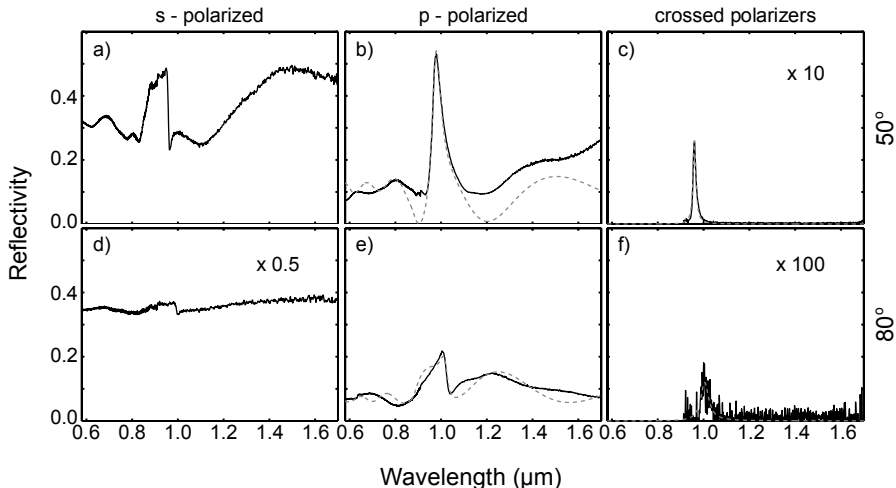 s - polarized p - polarized crossed polarizers
a) b) c) x 10
0.4
0.2
0.0
50°
d) x 0.5 e) f) x 100
0.4
0.2
0.0
80°
0.6 0.8 1.0 1.2 1.4 1.6 0.6 0.8 1.0 1.2 1.4 1.6 0.6 0.8 1.0 1.2 1.4 1.6
Reflectivity
Wavelength (μm)